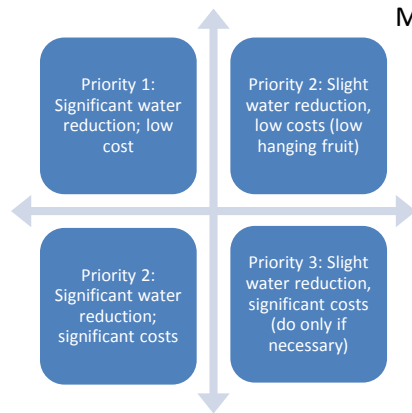 M
Priority 1:
Significant water
reduction; low
cost
Priority 2: Slight
water reduction,
low costs (low
hanging fruit)
Priority 2:
Significant water
reduction;
significant costs
Priority 3: Slight
water reduction,
significant costs
(do only if
necessary)